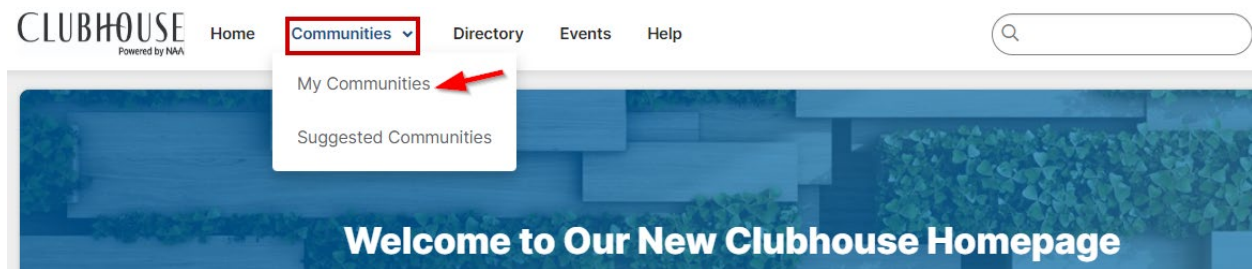 CLUBHOUSE
Powered by NAA
Home Communities Directory Events Help
My Communities
Suggested Communities
Welcome to Our New Clubhouse Homepage